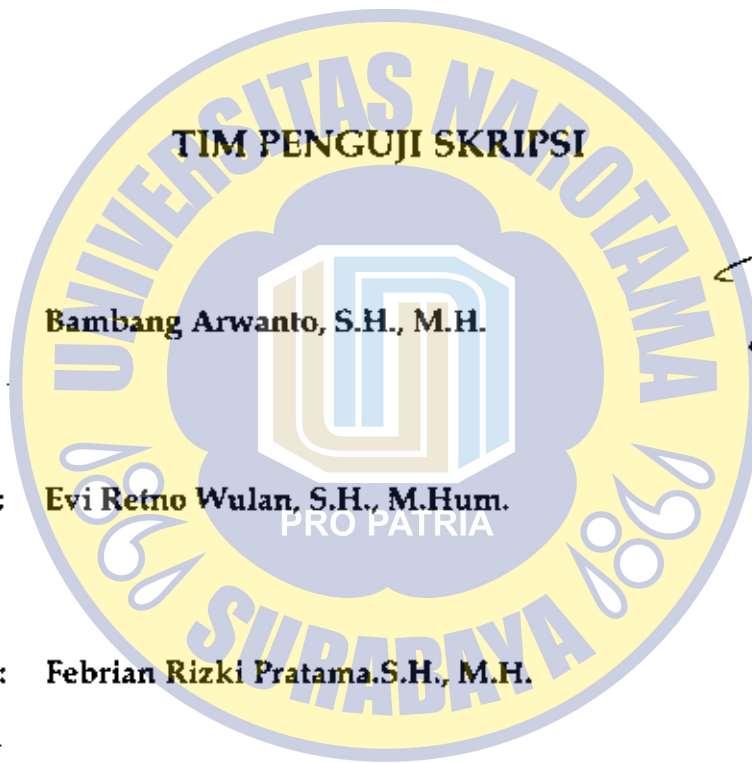 TIM PENGUJI SKRIPSI
Bambang Arwanto, S.H., M.H.
: Evi Retno Wulan, S.H., M.Hum.
: Febrian Rizki Pratama.S.H., M.H.
UNIVERSITAS NAROTAMA
PRO PATRIA
SURABAYA